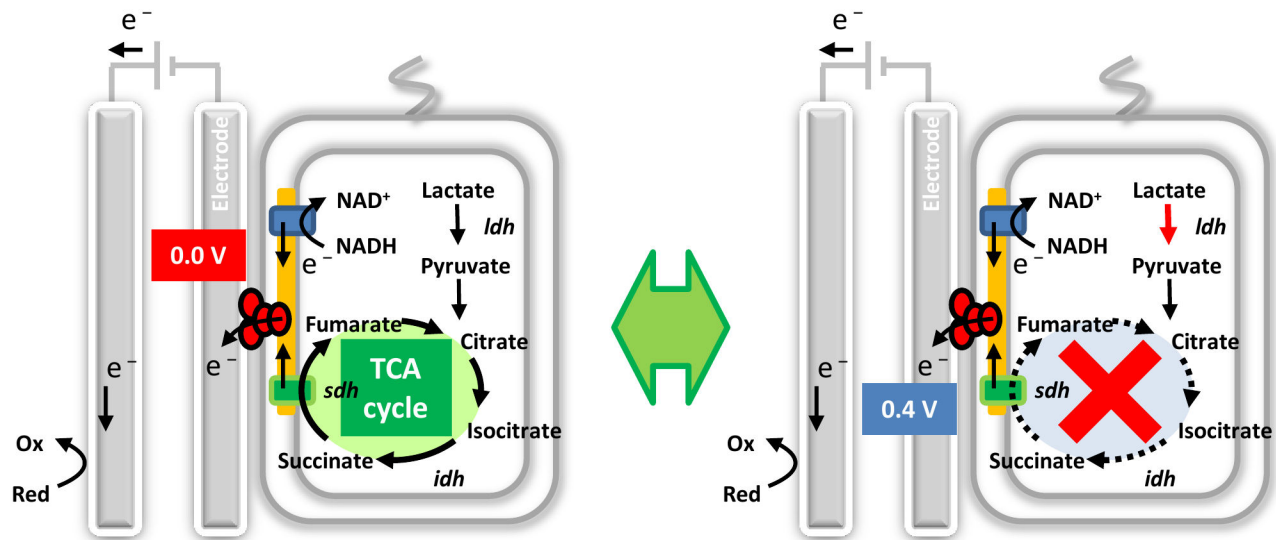 e⁻
Electrode
0.0 V
NAD⁺
NADH
e⁻
Lactate
ldh
Pyruvate
Fumarate
Citrate
e⁻
e⁻
sdh
TCA
cycle
Isocitrate
Succinate
idh
Ox
Red
e⁻
Electrode
NAD⁺
NADH
e⁻
Lactate
ldh
Pyruvate
Fumarate
Citrate
e⁻
e⁻
0.4 V
sdh
Isocitrate
Succinate
idh
Ox
Red